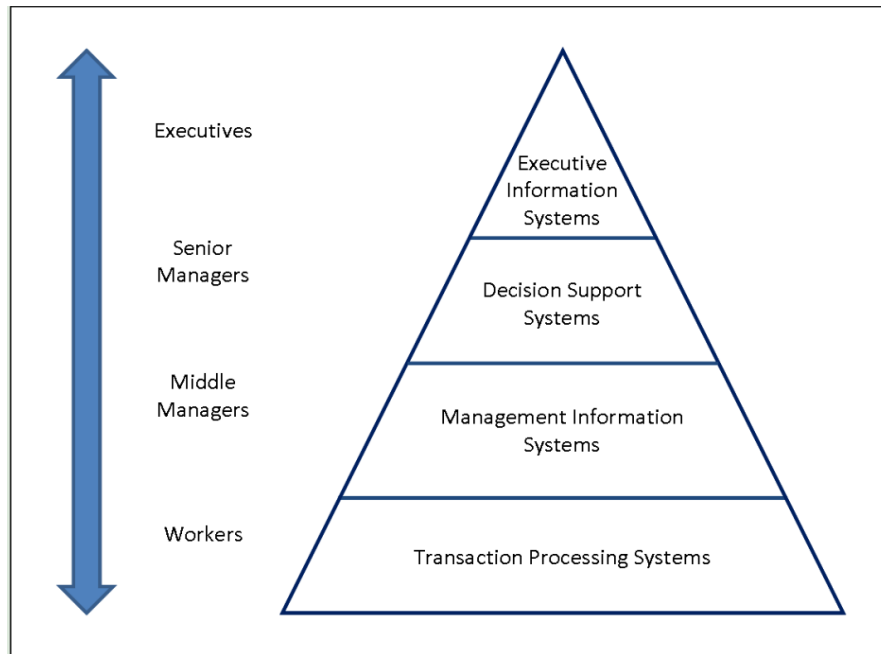 Executives
Executive
Information
Systems
Senior
Managers
Decision Support
Systems
Middle
Managers
Management Information
Systems
Workers
Transaction Processing Systems